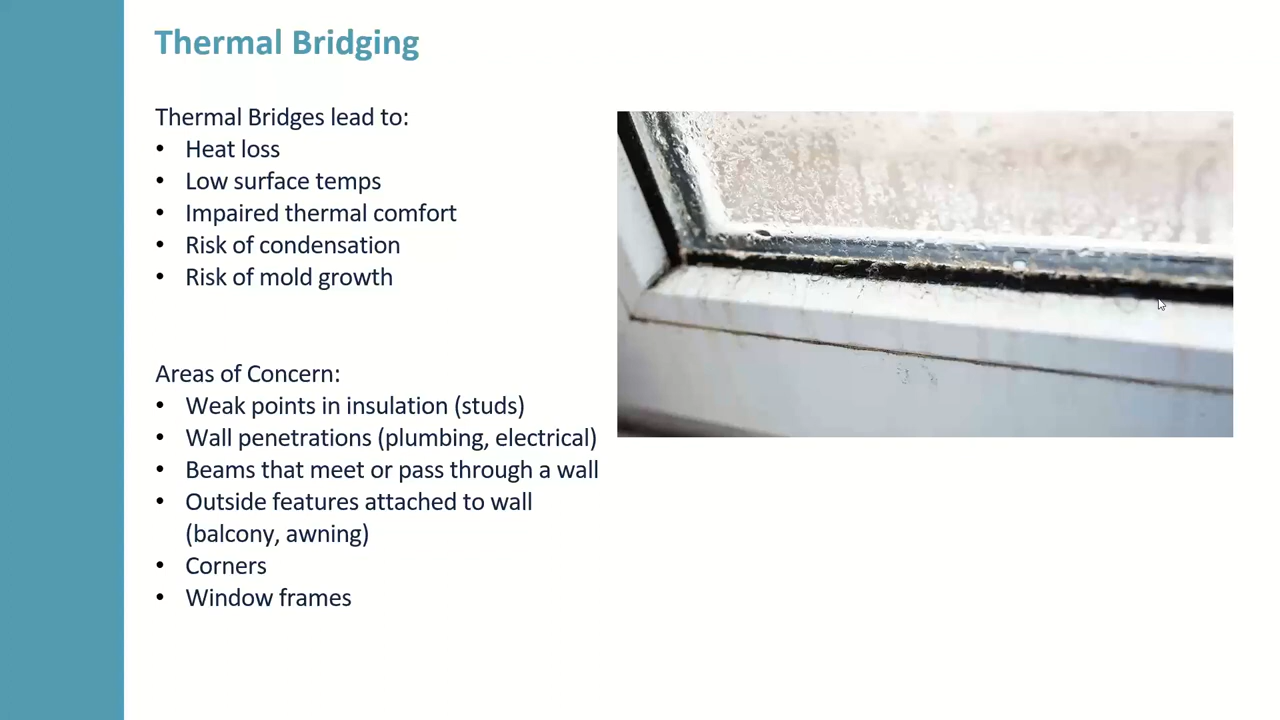 Thermal Bridging
Thermal Bridges lead to:
• Heat loss
• Low surface temps
• Impaired thermal comfort
• Risk of condensation
• Risk of mold growth
Areas of Concern:
• Weak points in insulation (studs)
• Wall penetrations (plumbing, electrical)
• Beams that meet or pass through a wall
• Outside features attached to wall
(balcony, awning)
• Corners
• Window frames